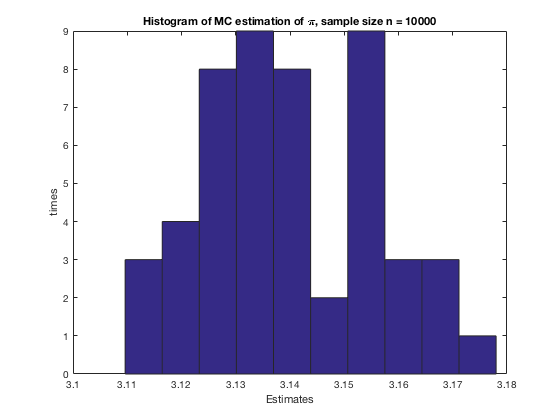 Histogram of MC estimation of π, sample size n = 10000
9
8
7
6
5
4
3
2
1
0
times
3.1 3.11 3.12 3.13 3.14 3.15 3.16 3.17 3.18
Estimates